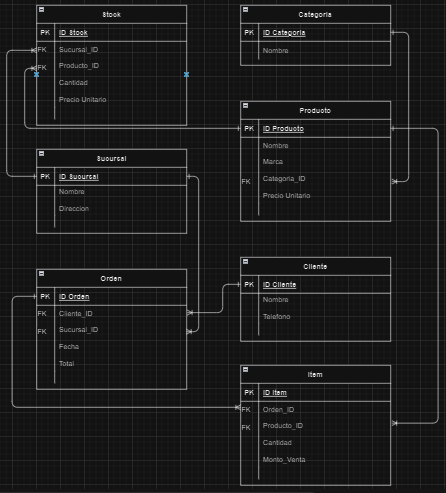 Stock
PK ID Stock
FK Sucursal_ID
FK Producto_ID
Cantidad
Precio Unitario
Categoria
PK ID Categoria
Nombre
Producto
PK ID Producto
Nombre
Marca
FK Categoria_ID
Precio Unitario
Sucursal
PK ID Sucursal
Nombre
Direccion
Cliente
PK ID Cliente
Nombre
Telefono
Orden
PK ID Orden
FK Cliente_ID
FK Sucursal_ID
Fecha
Total
Item
PK ID Item
FK Orden_ID
FK Producto_ID
Cantidad
Monto_Venta